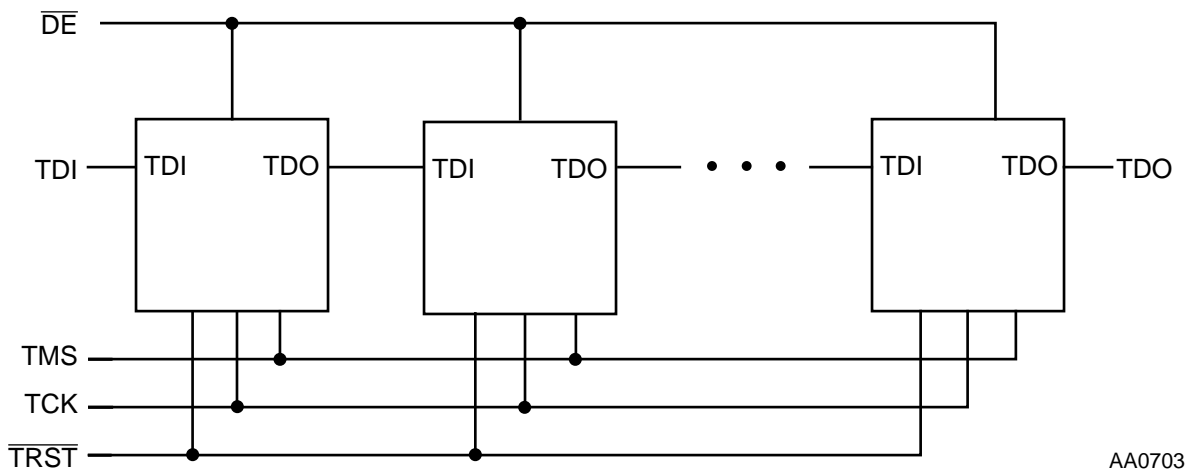 DE
TDI TDI TDO TDI TDO • • • TDI TDO TDO
TMS
TCK
TRST
AA0703